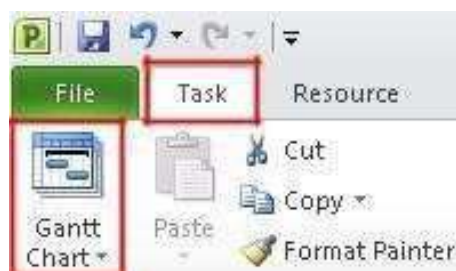 P
File Task Resource
Gantt
Chart
Paste
Cut
Copy
Format Painter